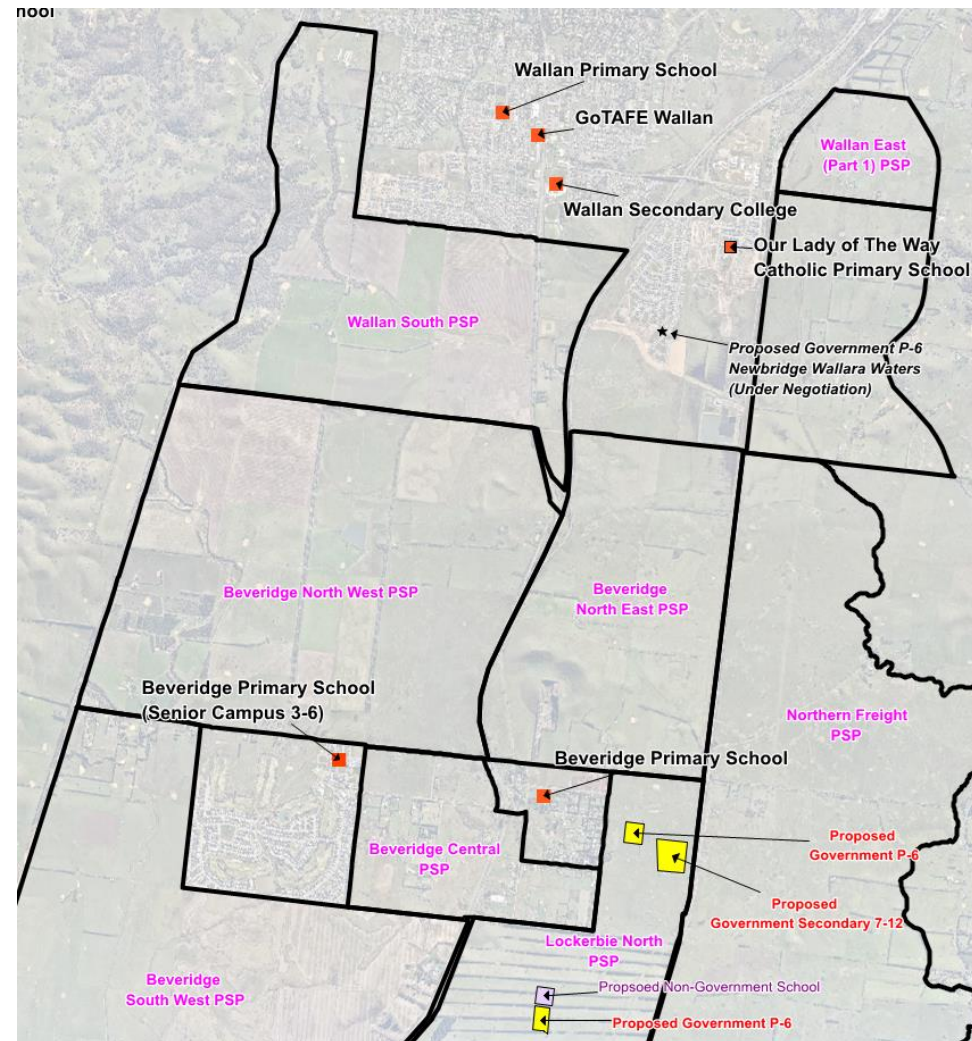 hool
Wallan Primary School
GoTAFE Wallan
Wallan East
(Part 1) PSP
Wallan Secondary College
Our Lady of The Way
Catholic Primary School
Wallan South PSP
Proposed Government P-6
Newbridge Wallara Waters
(Under Negotiation)
Beveridge North West PSP
Beveridge
North East PSP
Beveridge Primary School
(Senior Campus 3-6)
Northern Freight
PSP
Beveridge Primary School
Beveridge Central
PSP
Proposed
Government P-6
Proposed
Government Secondary 7-12
Lockerbie North
PSP
Beveridge
South West PSP
Propsoed Non-Government School
Proposed Government P-6